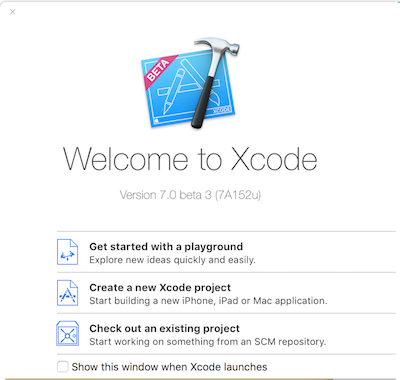 BETA
XCODE
Welcome to Xcode
Version 7.0 beta 3 (7A152u)
Get started with a playground
Explore new ideas quickly and easily.
Create a new Xcode project
Start building a new iPhone, iPad or Mac application.
Check out an existing project
Start working on something from an SCM repository.
Show this window when Xcode launches